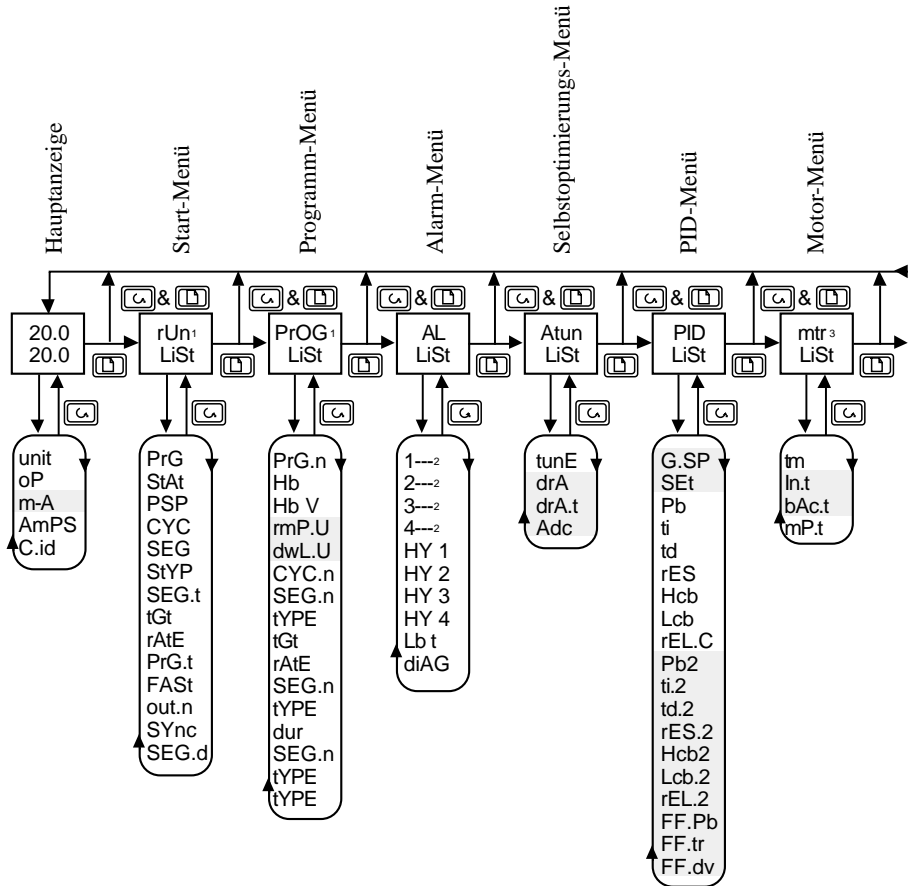 Hauptanzeige
Start-Menü
Programm-Menü
Alarm-Menü
Selbstoptimierungs-Menü
PID-Menü
Motor-Menü
& & & & & &
20.0
20.0
rUn1
LiSt
PrOG1
LiSt
AL
LiSt
Atun
LiSt
PID
LiSt
mtr3
LiSt
unit
oP
m-A
AmPS
C.id
PrG
StAt
PSP
CYC
SEG
StYP
SEG.t
tGt
rAtE
PrG.t
FASt
out.n
SYnc
SEG.d
PrG.n
Hb
Hb V
rmP.U
dwL.U
CYC.n
SEG.n
tYPE
tGt
rAtE
SEG.n
tYPE
dur
SEG.n
tYPE
tYPE
1---2
2---2
3---2
4---2
HY 1
HY 2
HY 3
HY 4
Lb t
diAG
tunE
drA
drA.t
Adc
G.SP
SEt
Pb
ti
td
rES
Hcb
Lcb
rEL.C
Pb2
ti.2
td.2
rES.2
Hcb2
Lcb.2
rEL.2
FF.Pb
FF.tr
FF.dv
tm
In.t
bAc.t
mP.t